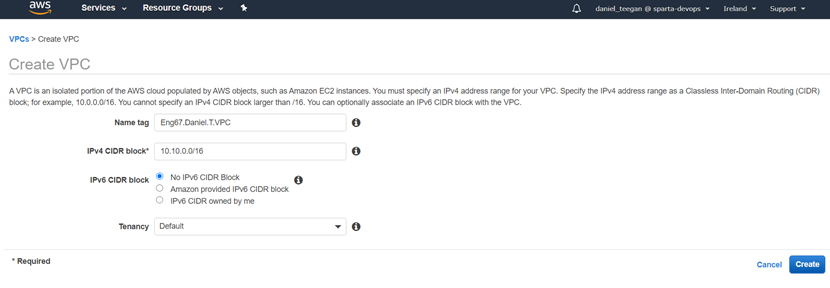 aws Services Resource Groups daniel_teegan @ sparta-devops Ireland Support
VPCs > Create VPC
Create VPC
A VPC is an isolated portion of the AWS cloud populated by AWS objects, such as Amazon EC2 instances. You must specify an IPv4 address range for your VPC. Specify the IPv4 address range as a Classless Inter-Domain Routing (CIDR)
block; for example, 10.0.0.0/16. You cannot specify an IPv4 CIDR block larger than /16. You can optionally associate an IPv6 CIDR block with the VPC.
Name tag Eng67.Daniel.T.VPC
IPv4 CIDR block* 10.10.0.0/16
IPv6 CIDR block No IPv6 CIDR Block
Amazon provided IPv6 CIDR block
IPv6 CIDR owned by me
Tenancy Default
* Required
Cancel Create